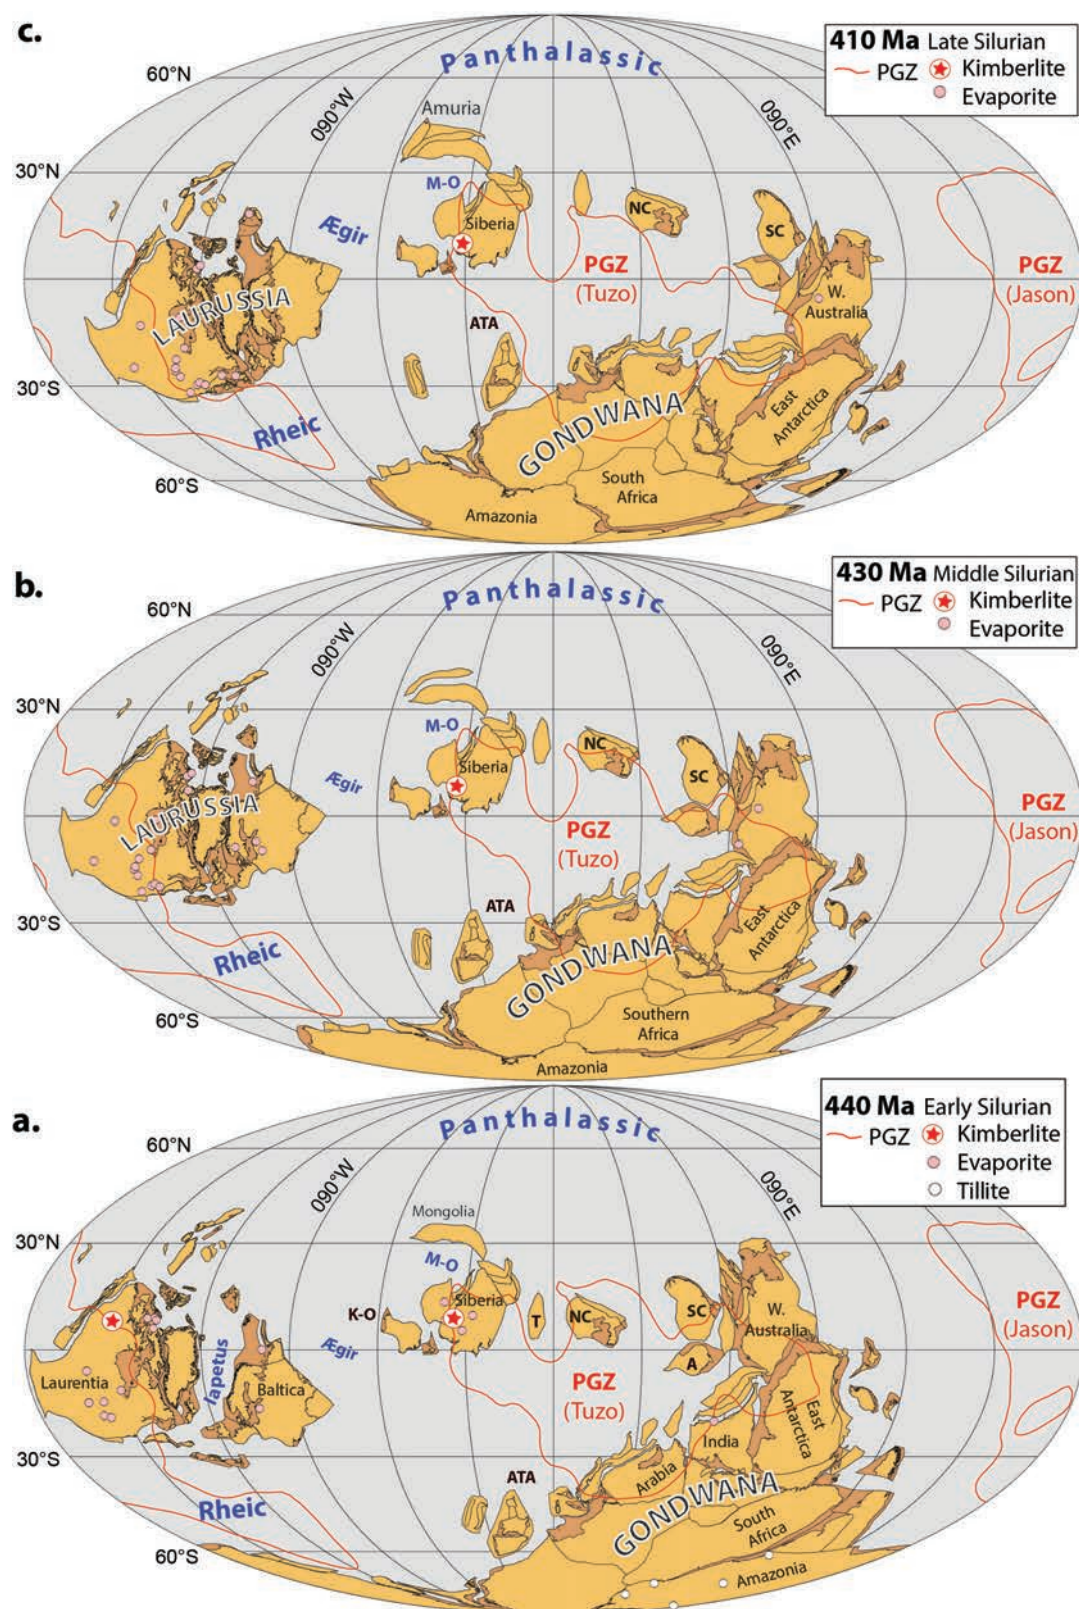 c.
410 Ma Late Silurian
PGZ
Kimberlite
Evaporite
Panthalassic
60°N
090°W
090°E
Amuria
30°N
M-O
Siberia
NC
SC
Ægir
PGZ
(Tuzo)
PGZ
(Jason)
W.
Australia
LAURUSSIA
ATA
30°S
East
Antarctica
GONDWANA
Rheic
60°S
South
Africa
Amazonia
b.
430 Ma Middle Silurian
PGZ
Kimberlite
Evaporite
Panthalassic
60°N
090°W
090°E
30°N
M-O
Siberia
NC
SC
Ægir
LAURUSSIA
PGZ
(Tuzo)
PGZ
(Jason)
ATA
30°S
East
Antarctica
GONDWANA
Rheic
60°S
Southern
Africa
Amazonia
a.
440 Ma Early Silurian
PGZ
Kimberlite
Evaporite
Tillite
Panthalassic
60°N
090°W
090°E
Mongolia
30°N
M-O
Siberia
K-O
T
NC
SC
W.
Australia
PGZ
(Jason)
Ægir
Iapetus
Laurentia
Baltica
A
PGZ
(Tuzo)
East
Antarctica
India
30°S
ATA
Arabia
GONDWANA
Rheic
South
Africa
60°S
Amazonia